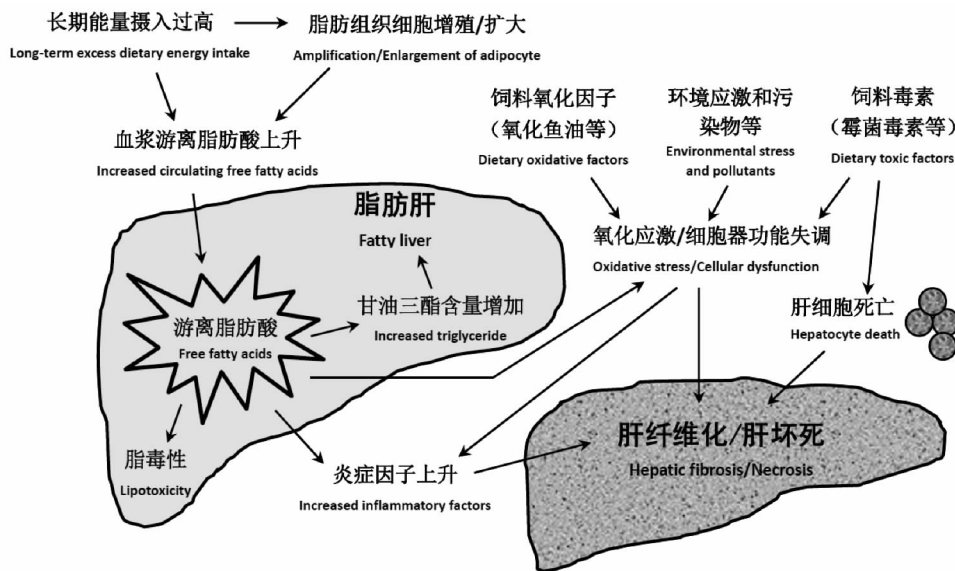 长期能量摄入过高
Long-term excess dietary energy intake
脂肪组织细胞增殖/扩大
Amplification/Enlargement of adipocyte
血浆游离脂肪酸上升
Increased circulating free fatty acids
饲料氧化因子
（氧化鱼油等）
Dietary oxidative factors
环境应激和污
染物等
Environmental stress
and pollutants
饲料毒素
（霉菌毒素等）
Dietary toxic factors
脂肪肝
Fatty liver
氧化应激/细胞器功能失调
Oxidative stress/Cellular dysfunction
游离脂肪酸
Free fatty acids
甘油三酯含量增加
Increased triglyceride
肝细胞死亡
Hepatocyte death
脂毒性
Lipotoxicity
炎症因子上升
Increased inflammatory factors
肝纤维化/肝坏死
Hepatic fibrosis/Necrosis